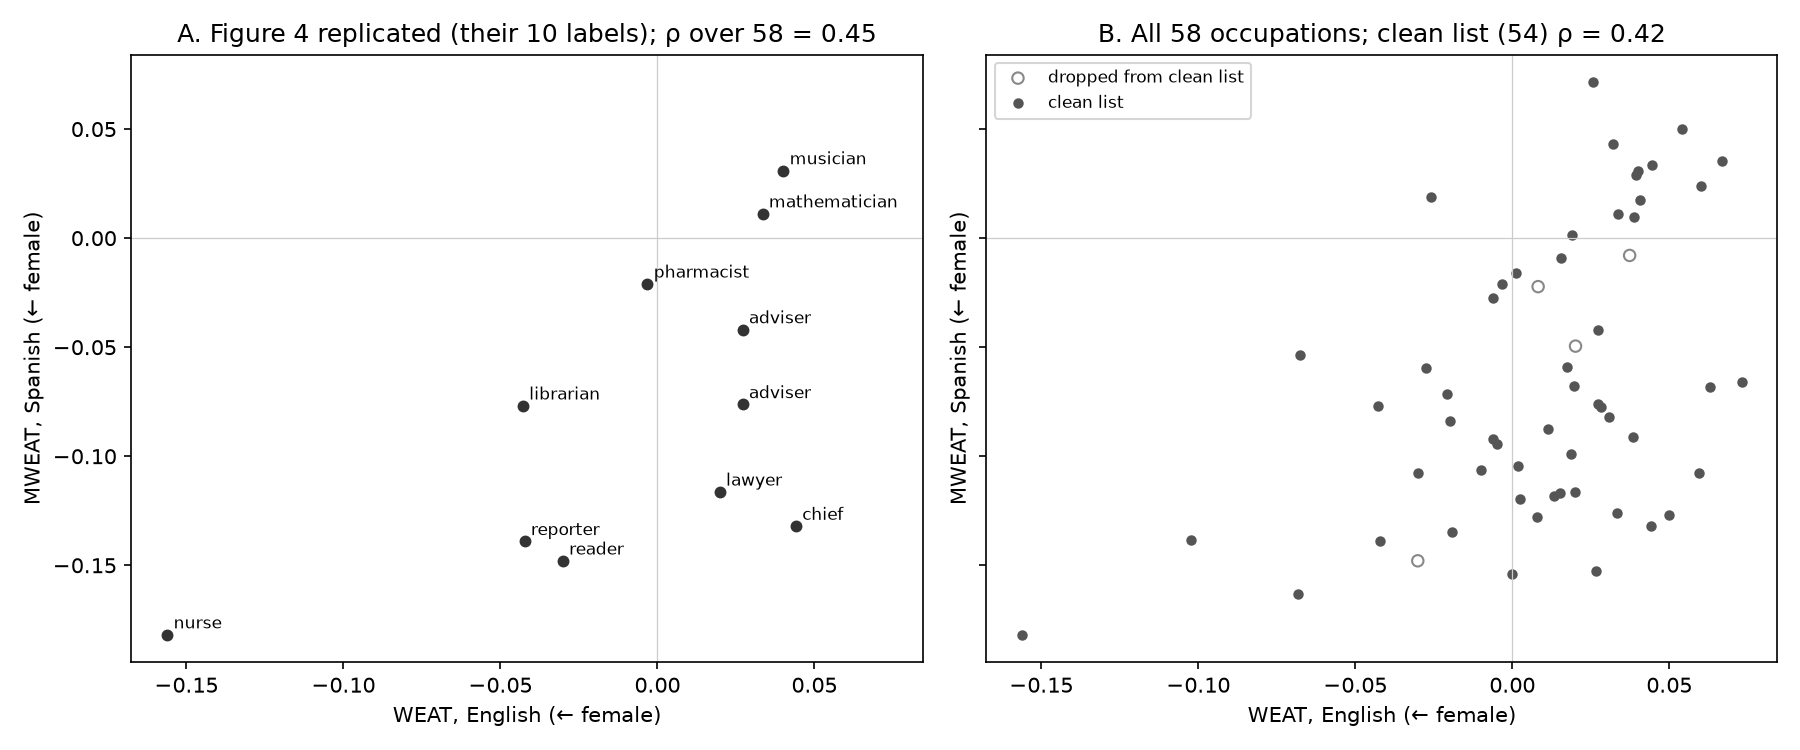 A. Figure 4 replicated (their 10 labels); ρ over 58 = 0.45
MWEAT, Spanish (← female)
0.05
0.00
−0.05
−0.10
−0.15
musician
mathematician
pharmacist
adviser
librarian
adviser
lawyer
chief
reporter
reader
nurse
−0.15
−0.10
−0.05
0.00
0.05
WEAT, English (← female)
B. All 58 occupations; clean list (54) ρ = 0.42
dropped from clean list
clean list
MWEAT, Spanish (← female)
−0.15
−0.10
−0.05
0.00
0.05
WEAT, English (← female)